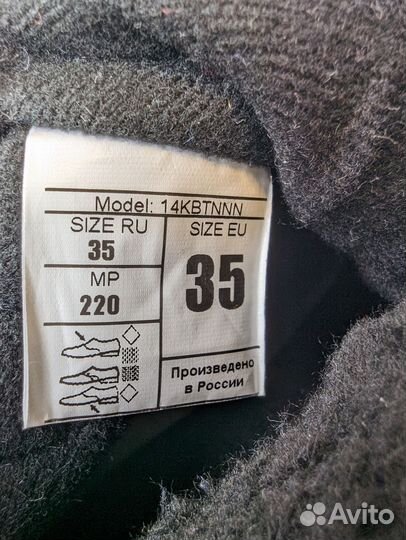 Model: 14KBTNNN
SIZE RU
35
MP
220
SIZE EU
35
Произведено
в России
Avito